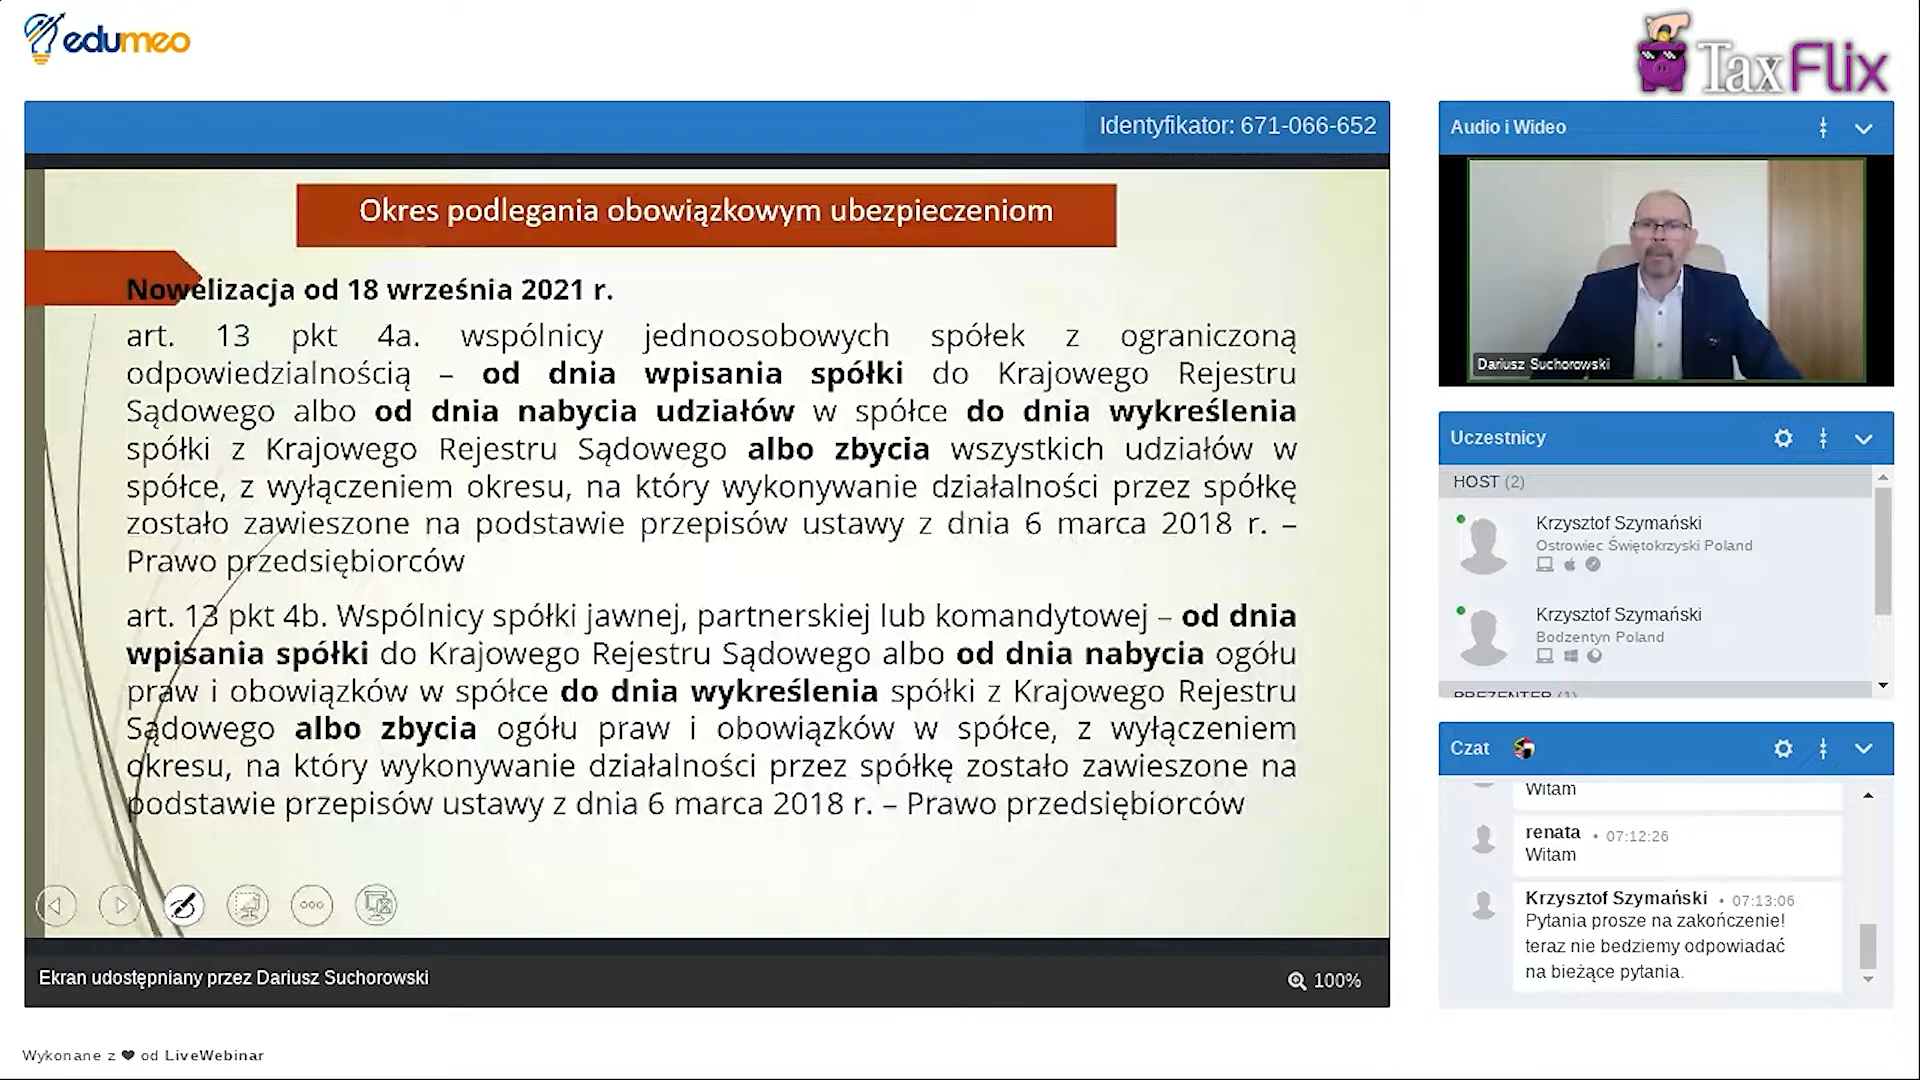 edumeo
TaxFlix
Identyfikator: 671-066-652
Okres podlegania obowiązkowym ubezpieczeniom
Nowelizacja od 18 września 2021 r.
art. 13 pkt 4a. wspólnicy jednoosobowych spółek z ograniczoną
odpowiedzialnością – od dnia wpisania spółki do Krajowego Rejestru
Sądowego albo od dnia nabycia udziałów w spółce do dnia wykreślenia
spółki z Krajowego Rejestru Sądowego albo zbycia wszystkich udziałów w
spółce, z wyłączeniem okresu, na który wykonywanie działalności przez spółkę
zostało zawieszone na podstawie przepisów ustawy z dnia 6 marca 2018 r. –
Prawo przedsiębiorców
art. 13 pkt 4b. Wspólnicy spółki jawnej, partnerskiej lub komandytowej – od dnia
wpisania spółki do Krajowego Rejestru Sądowego albo od dnia nabycia ogółu
praw i obowiązków w spółce do dnia wykreślenia spółki z Krajowego Rejestru
Sądowego albo zbycia ogółu praw i obowiązków w spółce, z wyłączeniem
okresu, na który wykonywanie działalności przez spółkę zostało zawieszone na
podstawie przepisów ustawy z dnia 6 marca 2018 r. – Prawo przedsiębiorców
Ekran udostępniany przez Dariusz Suchorowski
100%
Audio i Wideo
Dariusz Suchorowski
Uczestnicy
HOST (2)
Krzysztof Szymański
Ostrowiec Świętokrzyski Poland
Krzysztof Szymański
Bodzentyn Poland
PREZENTER (1)
Czat
Witam
renata • 07:12:26
Witam
Krzysztof Szymański • 07:13:06
Pytania prosze na zakończenie!
teraz nie bedziemy odpowiadać
na bieżące pytania.
Wykonane z ❤ od LiveWebinar